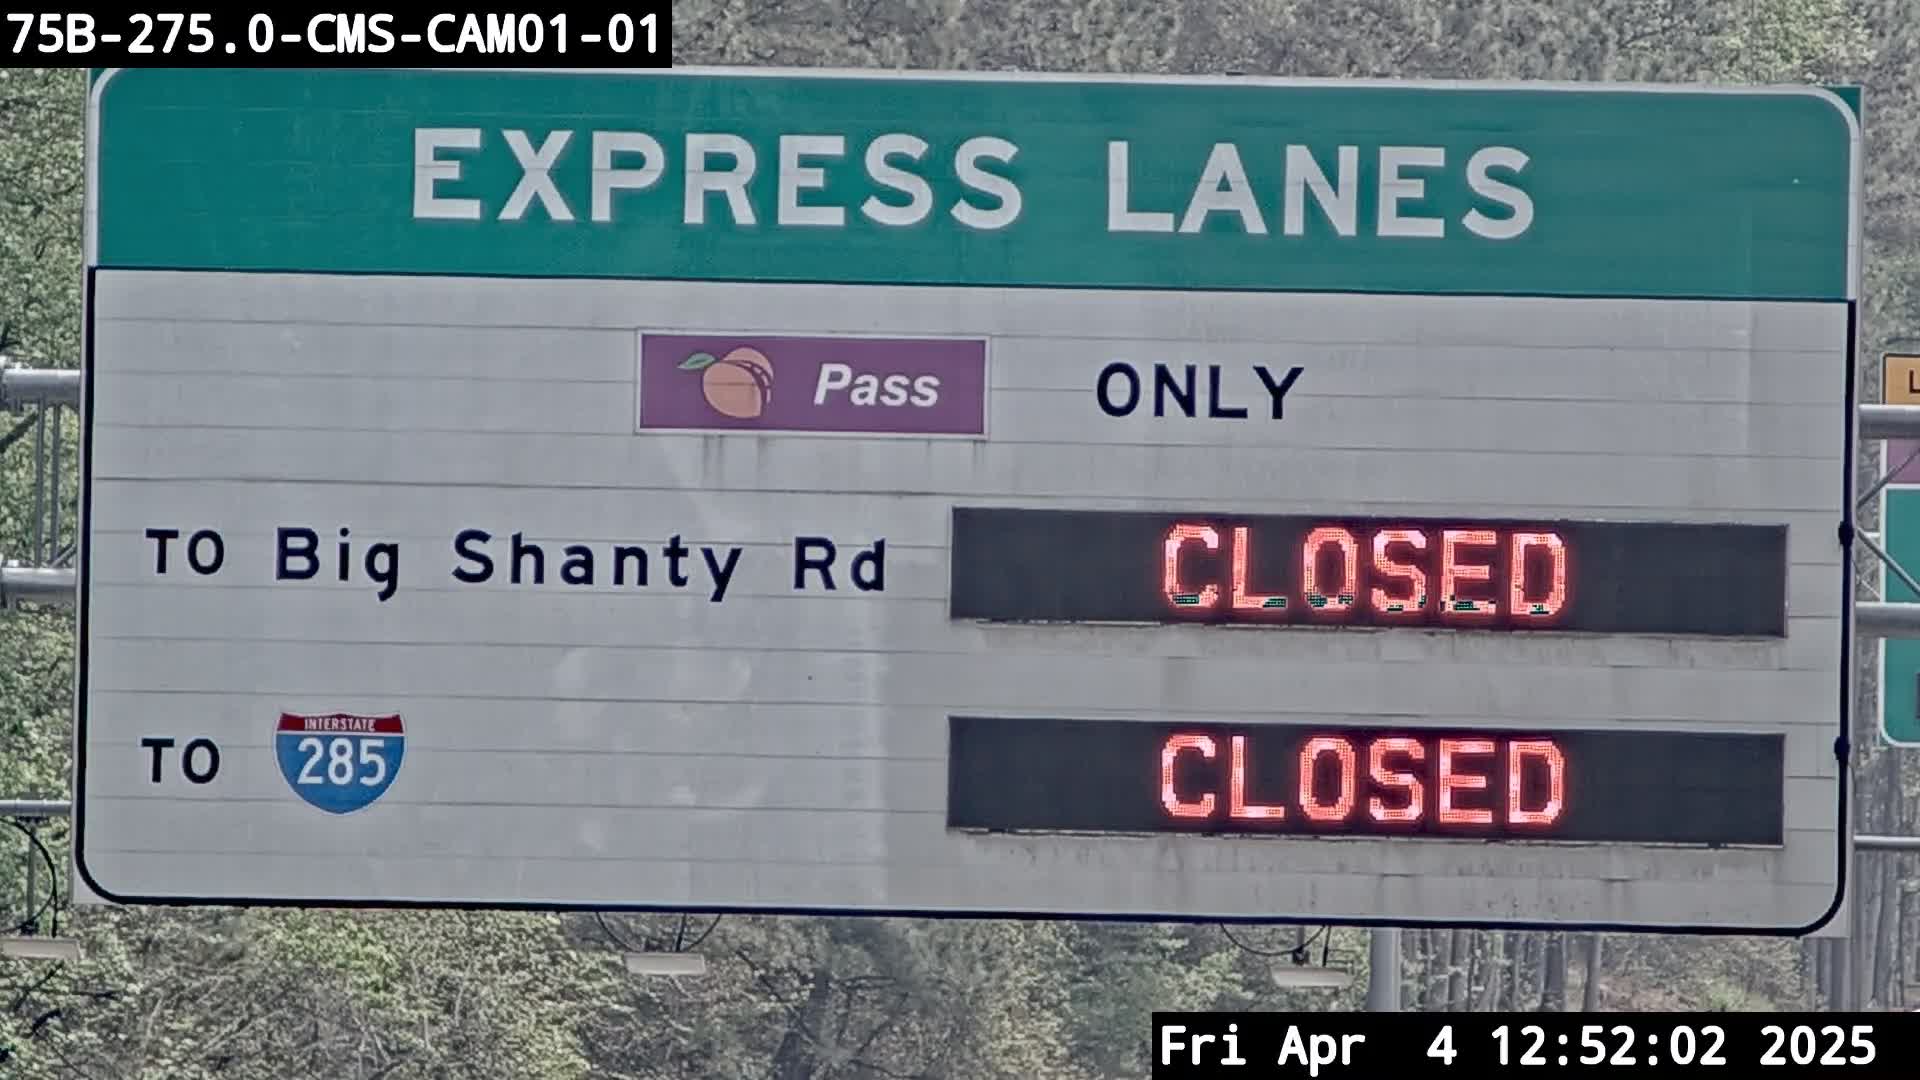 75B-275.0-CMS-CAM01-01
EXPRESS LANES
Pass ONLY
TO Big Shanty Rd CLOSED
TO INTERSTATE 285 CLOSED
Fri Apr 4 12:52:02 2025